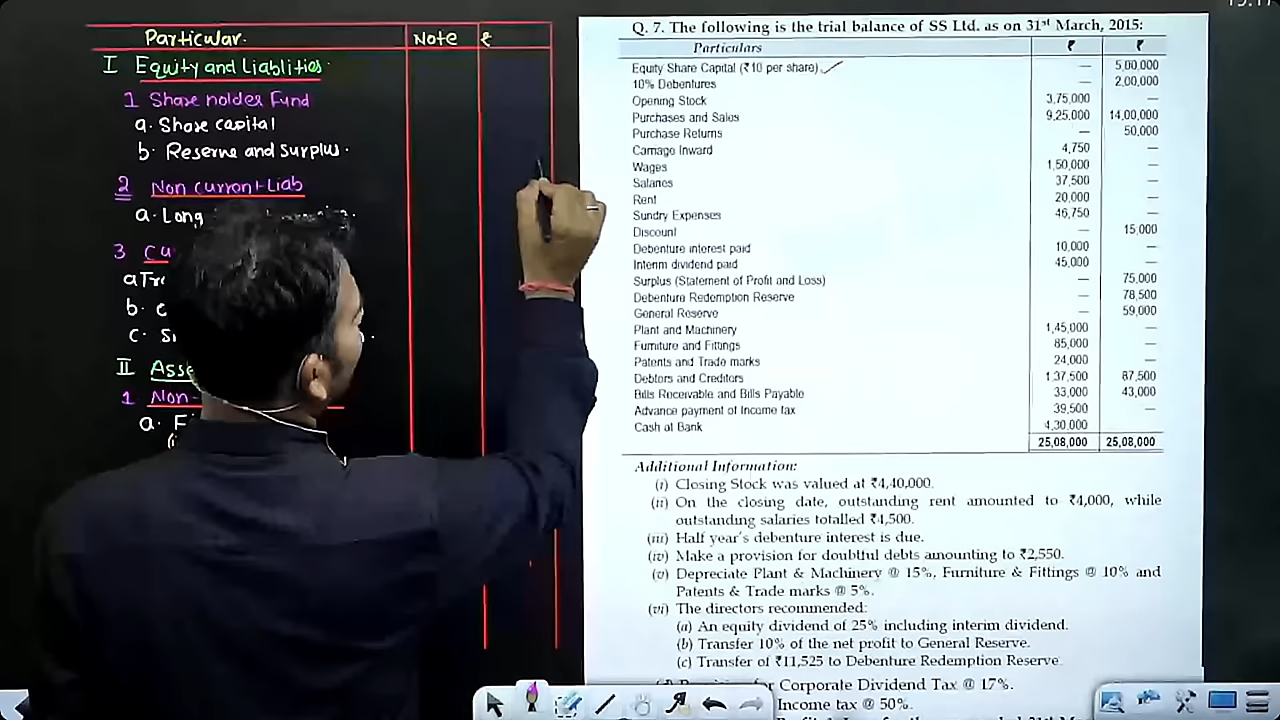 Particular. Note ₹
I Equity and Liablities
1 Share holder Fund
a. Share capital
b. Reserve and Surplus.
2 Non current Liab
a. Long
3 Cu
a Tre
b. c
c. Si
II Asse
1 Non-
a. Fi
Q. 7. The following is the trial balance of SS Ltd. as on 31st March, 2015:
Particulars ₹ ₹
Equity Share Capital (₹10 per share) — 5,00,000
10% Debentures — 2,00,000
Opening Stock 3,75,000 —
Purchases and Sales 9,25,000 14,00,000
Purchase Returns — 50,000
Carriage Inward 4,750 —
Wages 1,50,000 —
Salaries 37,500 —
Rent 20,000 —
Sundry Expenses 46,750 —
Discount 15,000
Debenture interest paid 10,000 —
Interim dividend paid 45,000 —
Surplus (Statement of Profit and Loss) — 75,000
Debenture Redemption Reserve — 78,500
General Reserve — 59,000
Plant and Machinery 1,45,000 —
Furniture and Fittings 85,000 —
Patents and Trade marks 24,000 —
Debtors and Creditors 1,37,500 87,500
Bills Receivable and Bills Payable 33,000 43,000
Advance payment of Income tax 39,500 —
Cash at Bank 4,30,000
25,08,000 25,08,000
Additional Information:
(i) Closing Stock was valued at ₹4,40,000.
(ii) On the closing date, outstanding rent amounted to ₹4,000, while
outstanding salaries totalled ₹4,500.
(iii) Half year's debenture interest is due.
(iv) Make a provision for doubtful debts amounting to ₹2,550.
(v) Depreciate Plant & Machinery @ 15%, Furniture & Fittings @ 10% and
Patents & Trade marks @ 5%.
(vi) The directors recommended:
(a) An equity dividend of 25% including interim dividend.
(b) Transfer 10% of the net profit to General Reserve.
(c) Transfer of ₹11,525 to Debenture Redemption Reserve.
Corporate Dividend Tax @ 17%.
Income tax @ 50%.